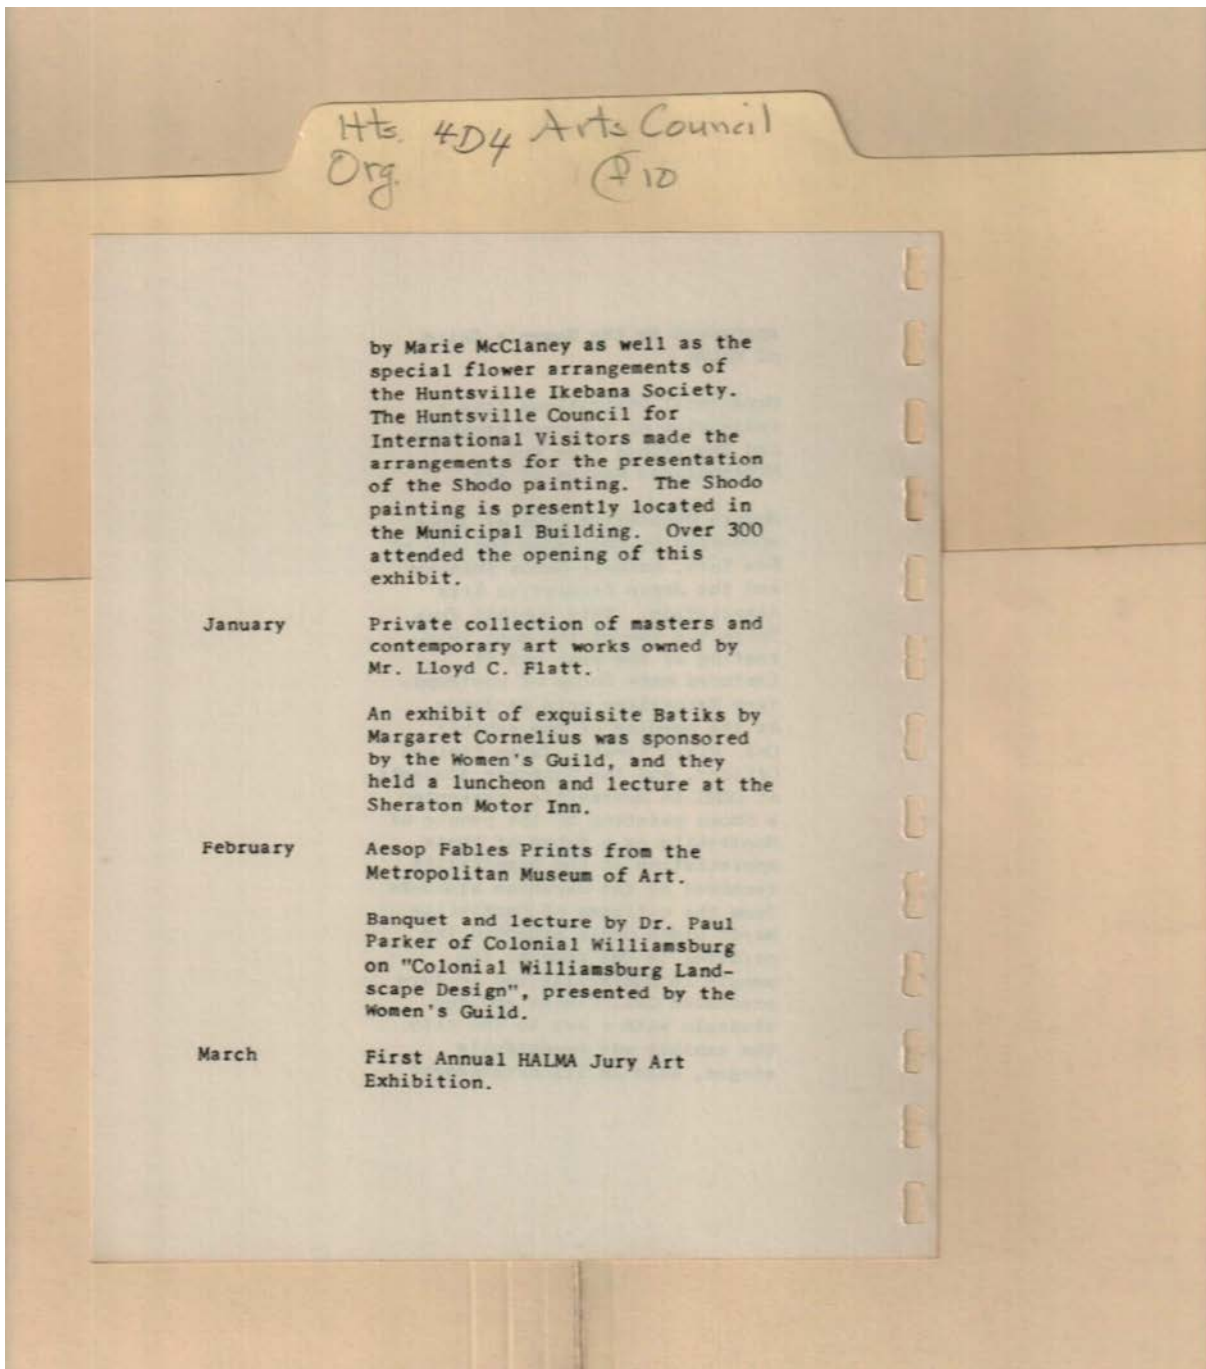 Hts. 4D4 Arts Council
Org. 10
by Marie McClaney as well as the
special flower arrangements of
the Huntsville Ikebana Society.
The Huntsville Council for
International Visitors made the
arrangements for the presentation
of the Shodo painting. The Shodo
painting is presently located in
the Municipal Building. Over 300
attended the opening of this
exhibit.
January Private collection of masters and
contemporary art works owned by
Mr. Lloyd C. Flatt.
An exhibit of exquisite Batiks by
Margaret Cornelius was sponsored
by the Women's Guild, and they
held a luncheon and lecture at the
Sheraton Motor Inn.
February Aesop Fables Prints from the
Metropolitan Museum of Art.
Banquet and lecture by Dr. Paul
Parker of Colonial Williamsburg
on "Colonial Williamsburg Land-
scape Design", presented by the
Women's Guild.
March First Annual HALMA Jury Art
Exhibition.